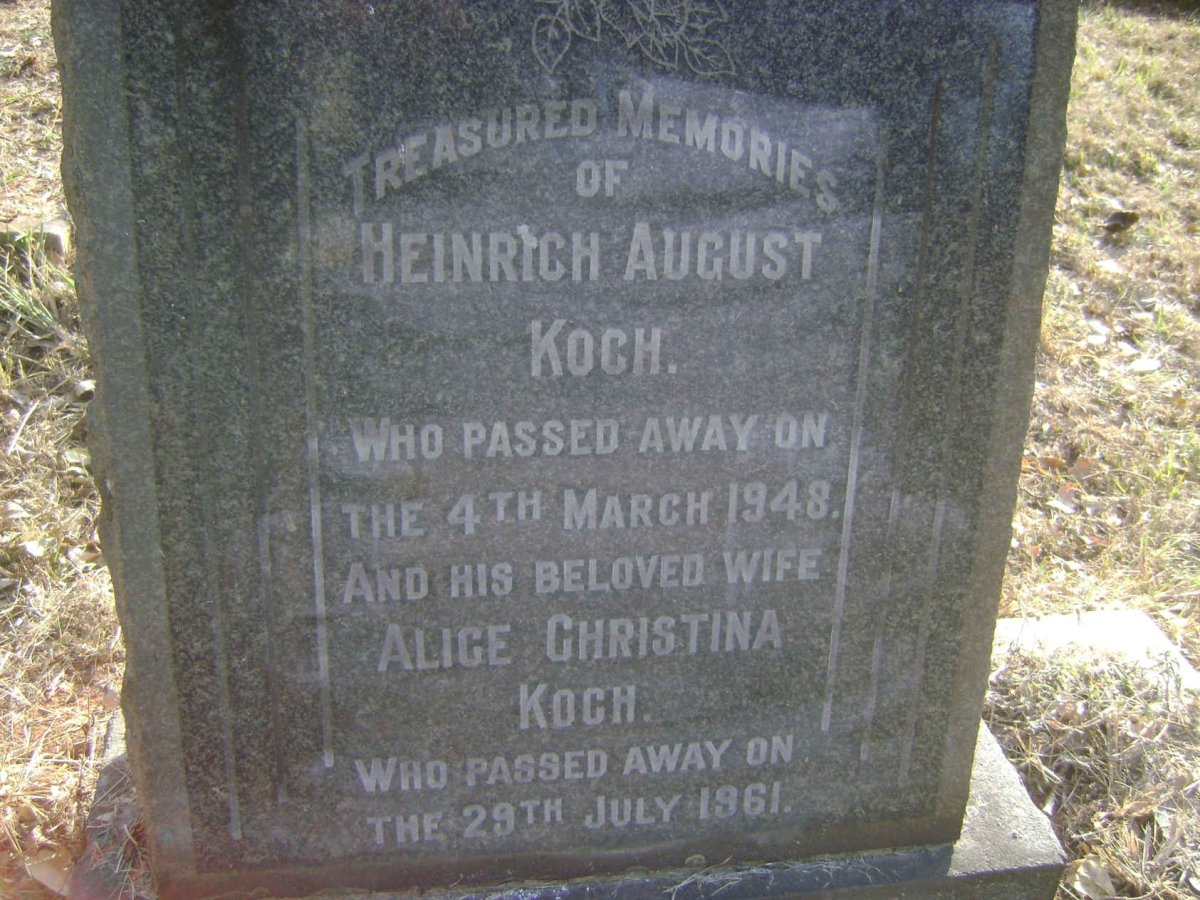 TREASURED MEMORIES
OF
HEINRICH AUGUST
KOCH.
WHO PASSED AWAY ON
THE 4TH MARCH 1948.
AND HIS BELOVED WIFE
ALICE CHRISTINA
KOCH.
WHO PASSED AWAY ON
THE 29TH JULY 1961.